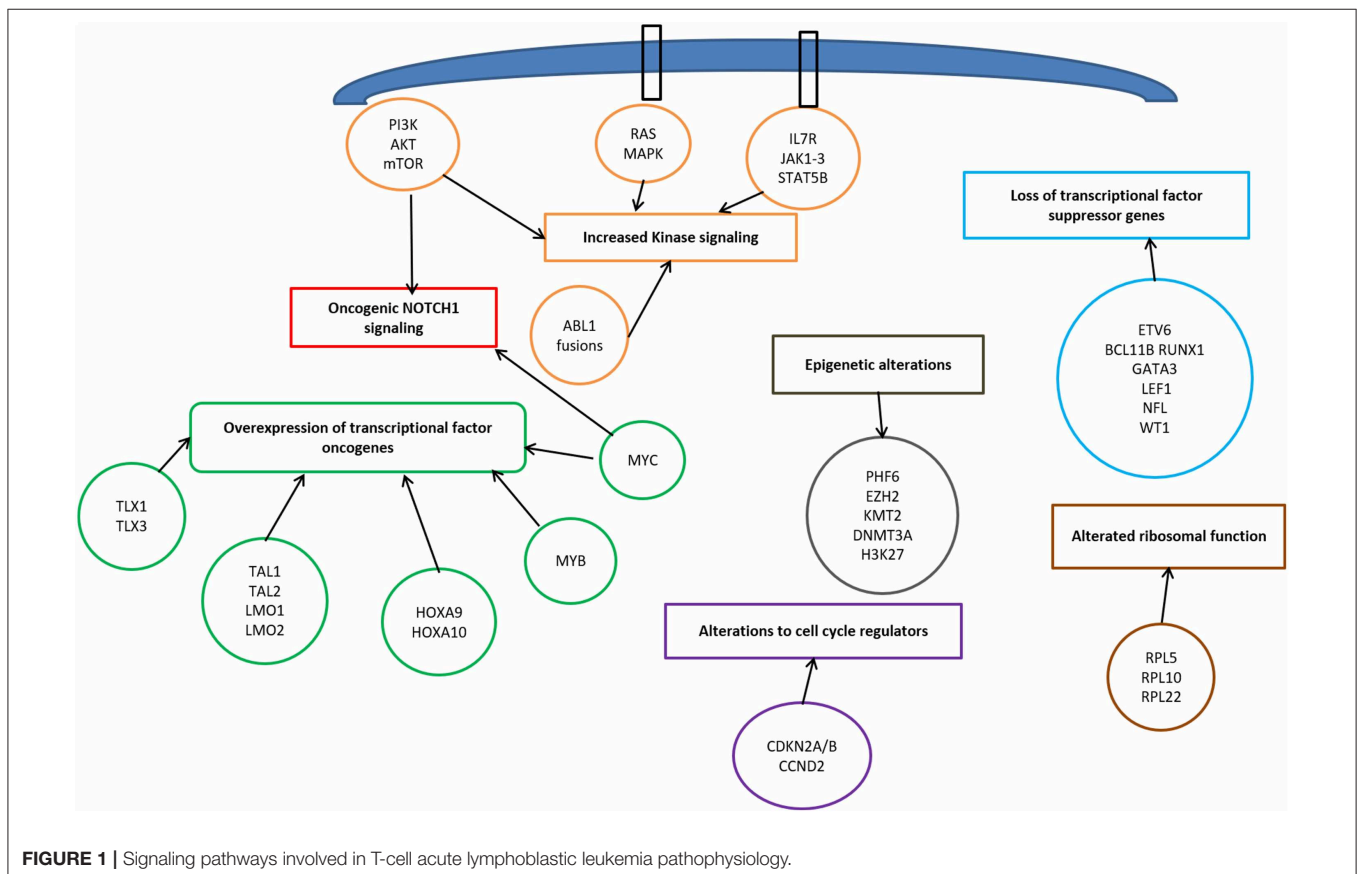 PI3K
AKT
mTOR
RAS
MAPK
IL7R
JAK1-3
STAT5B
Loss of transcriptional factor
suppressor genes
Increased Kinase signaling
Oncogenic NOTCH1
signaling
ABL1
fusions
ETV6
BCL11B RUNX1
GATA3
LEF1
NFL
WT1
Epigenetic alterations
Overexpression of transcriptional factor
oncogenes
MYC
TLX1
TLX3
PHF6
EZH2
KMT2
DNMT3A
H3K27
Alterated ribosomal function
MYB
TAL1
TAL2
LMO1
LMO2
HOXA9
HOXA10
Alterations to cell cycle regulators
RPL5
RPL10
RPL22
CDKN2A/B
CCND2
FIGURE 1 | Signaling pathways involved in T-cell acute lymphoblastic leukemia pathophysiology.